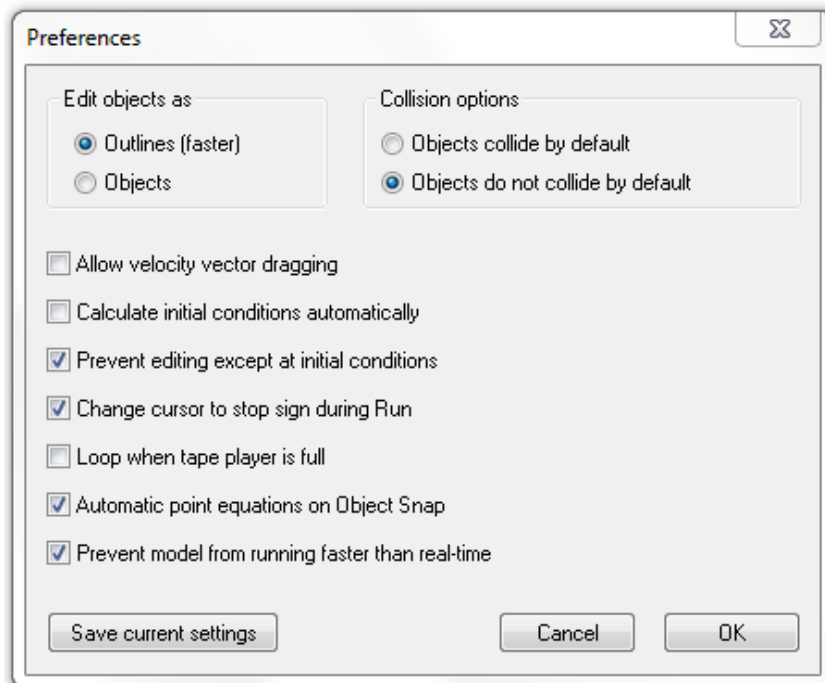 Preferences
Edit objects as
Outlines (faster)
Objects
Collision options
Objects collide by default
Objects do not collide by default
Allow velocity vector dragging
Calculate initial conditions automatically
Prevent editing except at initial conditions
Change cursor to stop sign during Run
Loop when tape player is full
Automatic point equations on Object Snap
Prevent model from running faster than real-time
Save current settings
Cancel
OK